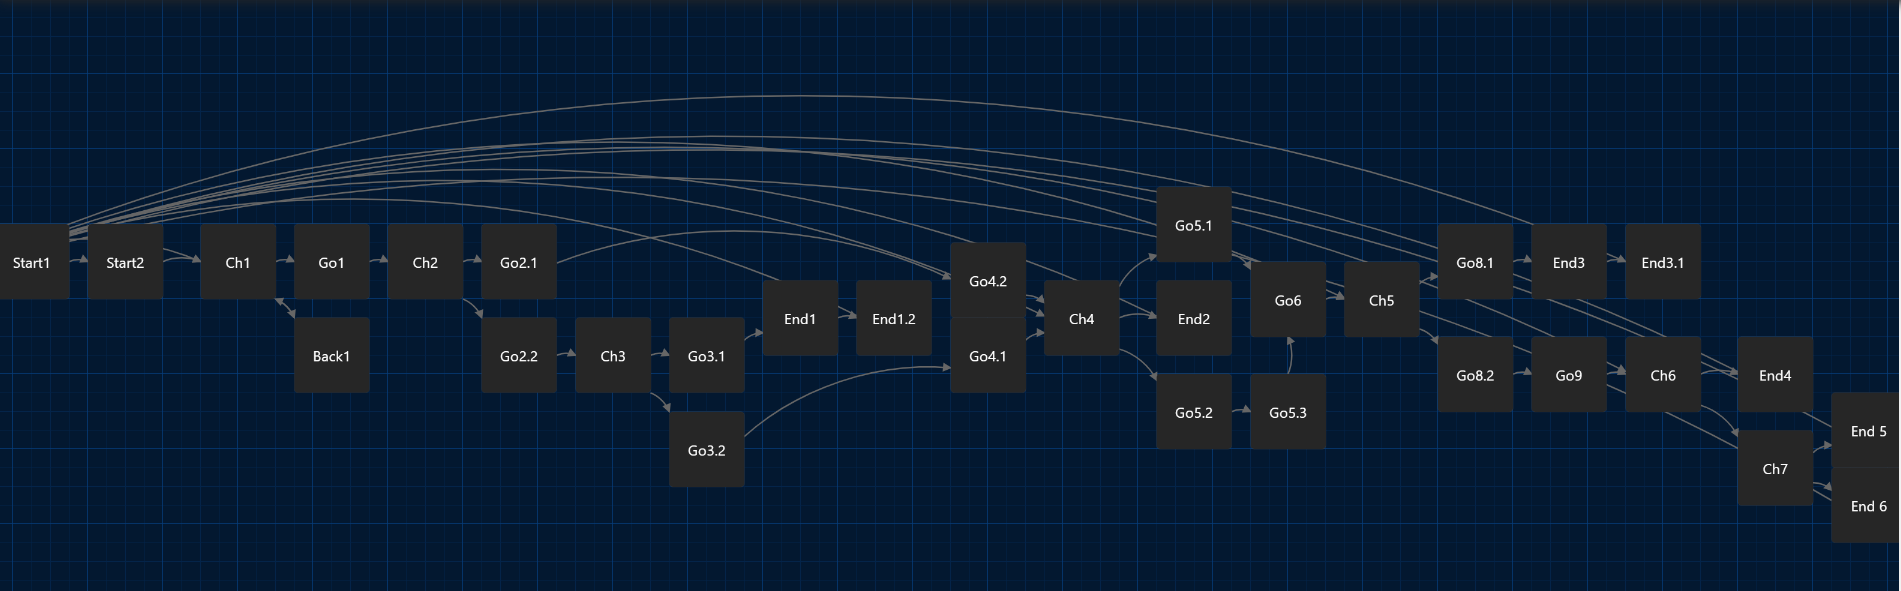 Start1
Start2
Ch1
Go1
Ch2
Go2.1
Back1
Go2.2
Ch3
Go3.1
Go3.2
End1
End1.2
Go4.2
Go4.1
Ch4
Go5.1
End2
Go5.2
Go5.3
Go6
Ch5
Go8.1
End3
End3.1
Go8.2
Go9
Ch6
End4
Ch7
End 5
End 6